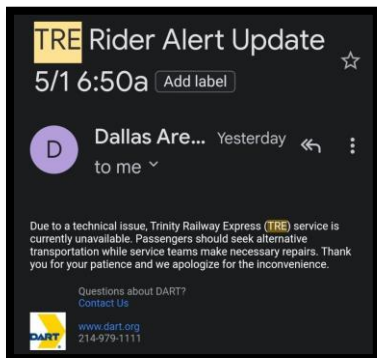 TRE Rider Alert Update
5/1 6:50a Add label
D
Dallas Are... Yesterday
to me
Due to a technical issue, Trinity Railway Express (TRE) service is
currently unavailable. Passengers should seek alternative
transportation while service teams make necessary repairs. Thank
you for your patience and we apologize for the inconvenience.
Questions about DART?
Contact Us
DART
www.dart.org
214-979-1111